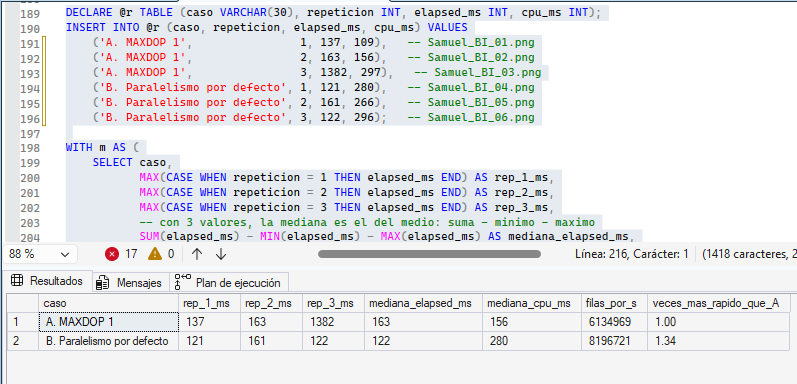 189 DECLARE @r TABLE (caso VARCHAR(30), repeticion INT, elapsed_ms INT, cpu_ms INT);
190 INSERT INTO @r (caso, repeticion, elapsed_ms, cpu_ms) VALUES
191 ('A. MAXDOP 1', 1, 137, 109), -- Samuel_BI_01.png
192 ('A. MAXDOP 1', 2, 163, 156), -- Samuel_BI_02.png
193 ('A. MAXDOP 1', 3, 1382, 297), -- Samuel_BI_03.png
194 ('B. Paralelismo por defecto', 1, 121, 280), -- Samuel_BI_04.png
195 ('B. Paralelismo por defecto', 2, 161, 266), -- Samuel_BI_05.png
196 ('B. Paralelismo por defecto', 3, 122, 296); -- Samuel_BI_06.png
197
198 WITH m AS (
199 SELECT caso,
200 MAX(CASE WHEN repeticion = 1 THEN elapsed_ms END) AS rep_1_ms,
201 MAX(CASE WHEN repeticion = 2 THEN elapsed_ms END) AS rep_2_ms,
202 MAX(CASE WHEN repeticion = 3 THEN elapsed_ms END) AS rep_3_ms,
203 -- con 3 valores, la mediana es el del medio: suma - minimo - maximo
204 SUM(elapsed_ms) - MIN(elapsed_ms) - MAX(elapsed_ms) AS mediana_elapsed_ms,
88 % 17 0 Línea: 216, Carácter: 1 (1418 caracteres, 2
Resultados Mensajes Plan de ejecución
caso rep_1_ms rep_2_ms rep_3_ms mediana_elapsed_ms mediana_cpu_ms filas_por_s veces_mas_rapido_que_A
1 A. MAXDOP 1 137 163 1382 163 156 6134969 1.00
2 B. Paralelismo por defecto 121 161 122 122 280 8196721 1.34